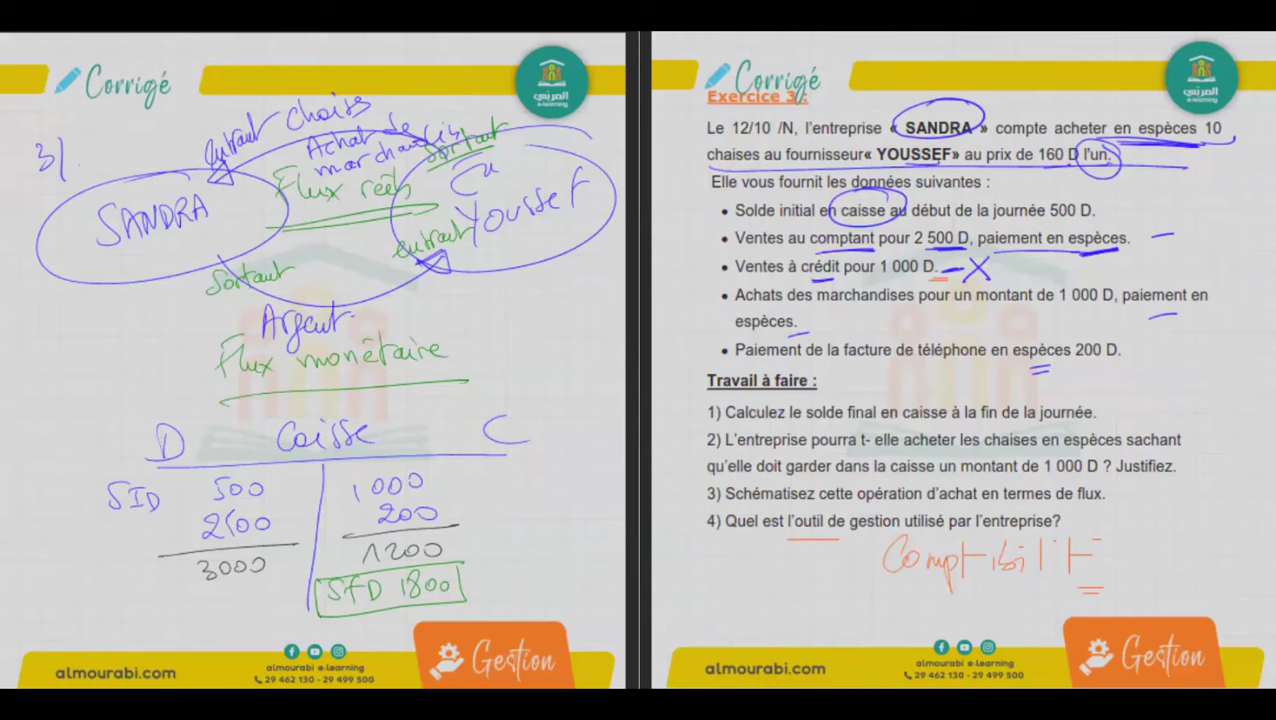 Corrigé
المربي
e-learning
3/
entrant chaises
Achat de
marchandises
sortant
Flux réels
SANDRA
Youssef
entrant
sortant
Argent
Flux monétaire
D Caisse C
SID 500 1 000
2500 200
3000 1200
SFD 1800
almourabi.com
almourabi e-learning
29 462 130 - 29 499 500
Gestion
Corrigé
المربي
e-learning
Exercice 3 :
Le 12/10 /N, l'entreprise « SANDRA » compte acheter en espèces 10
chaises au fournisseur« YOUSSEF» au prix de 160 D l'un.
Elle vous fournit les données suivantes :
• Solde initial en caisse au début de la journée 500 D.
• Ventes au comptant pour 2 500 D, paiement en espèces.
• Ventes à crédit pour 1 000 D.
• Achats des marchandises pour un montant de 1 000 D, paiement en
espèces.
• Paiement de la facture de téléphone en espèces 200 D.
Travail à faire :
1) Calculez le solde final en caisse à la fin de la journée.
2) L'entreprise pourra t- elle acheter les chaises en espèces sachant
qu'elle doit garder dans la caisse un montant de 1 000 D ? Justifiez.
3) Schématisez cette opération d'achat en termes de flux.
4) Quel est l'outil de gestion utilisé par l'entreprise?
almourabi.com
almourabi e-learning
29 462 130 - 29 499 500
Gestion